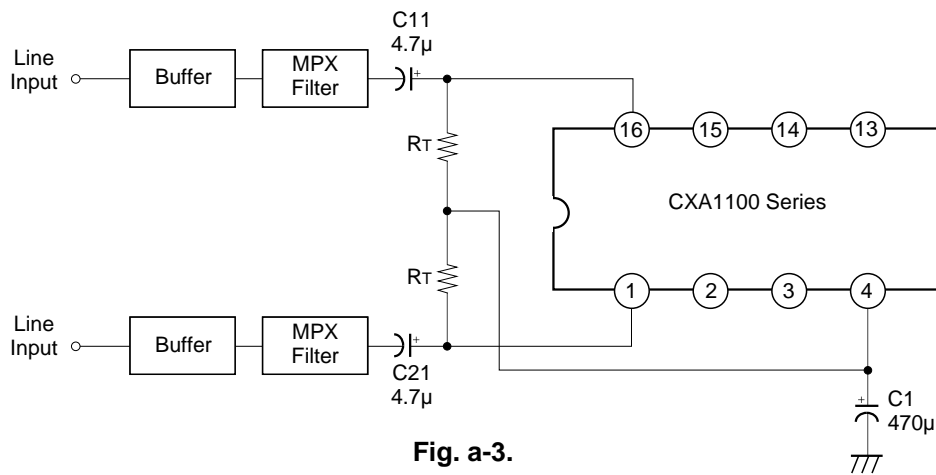 C11
4.7µ
Line
Input
Buffer
MPX
Filter
+
16
15
14
13
RT
CXA1100 Series
RT
1
2
3
4
Line
Input
Buffer
MPX
Filter
+
C21
4.7µ
+
C1
470µ
Fig. a-3.